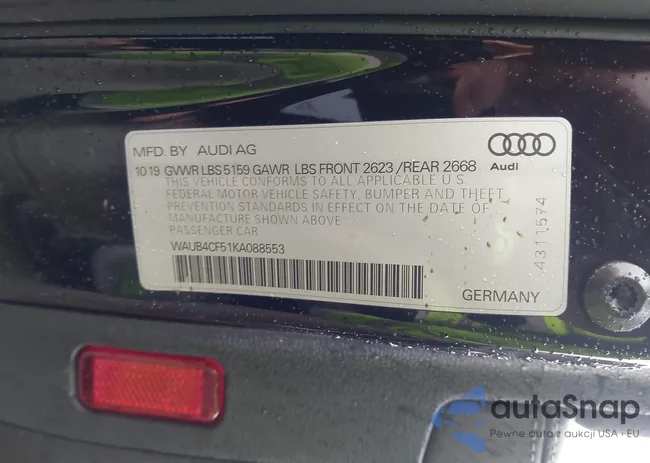 MFD. BY AUDI AG
Audi
10 19 GVWR LBS 5159 GAWR LBS FRONT 2623 /REAR 2668
THIS VEHICLE CONFORMS TO ALL APPLICABLE U S
FEDERAL MOTOR VEHICLE SAFETY, BUMPER AND THEFT
PREVENTION STANDARDS IN EFFECT ON THE DATE OF
MANUFACTURE SHOWN ABOVE
PASSENGER CAR
WAUB4CF51KA088553
4311574
GERMANY
autaSnap
Pewne auta z aukcji USA i EU